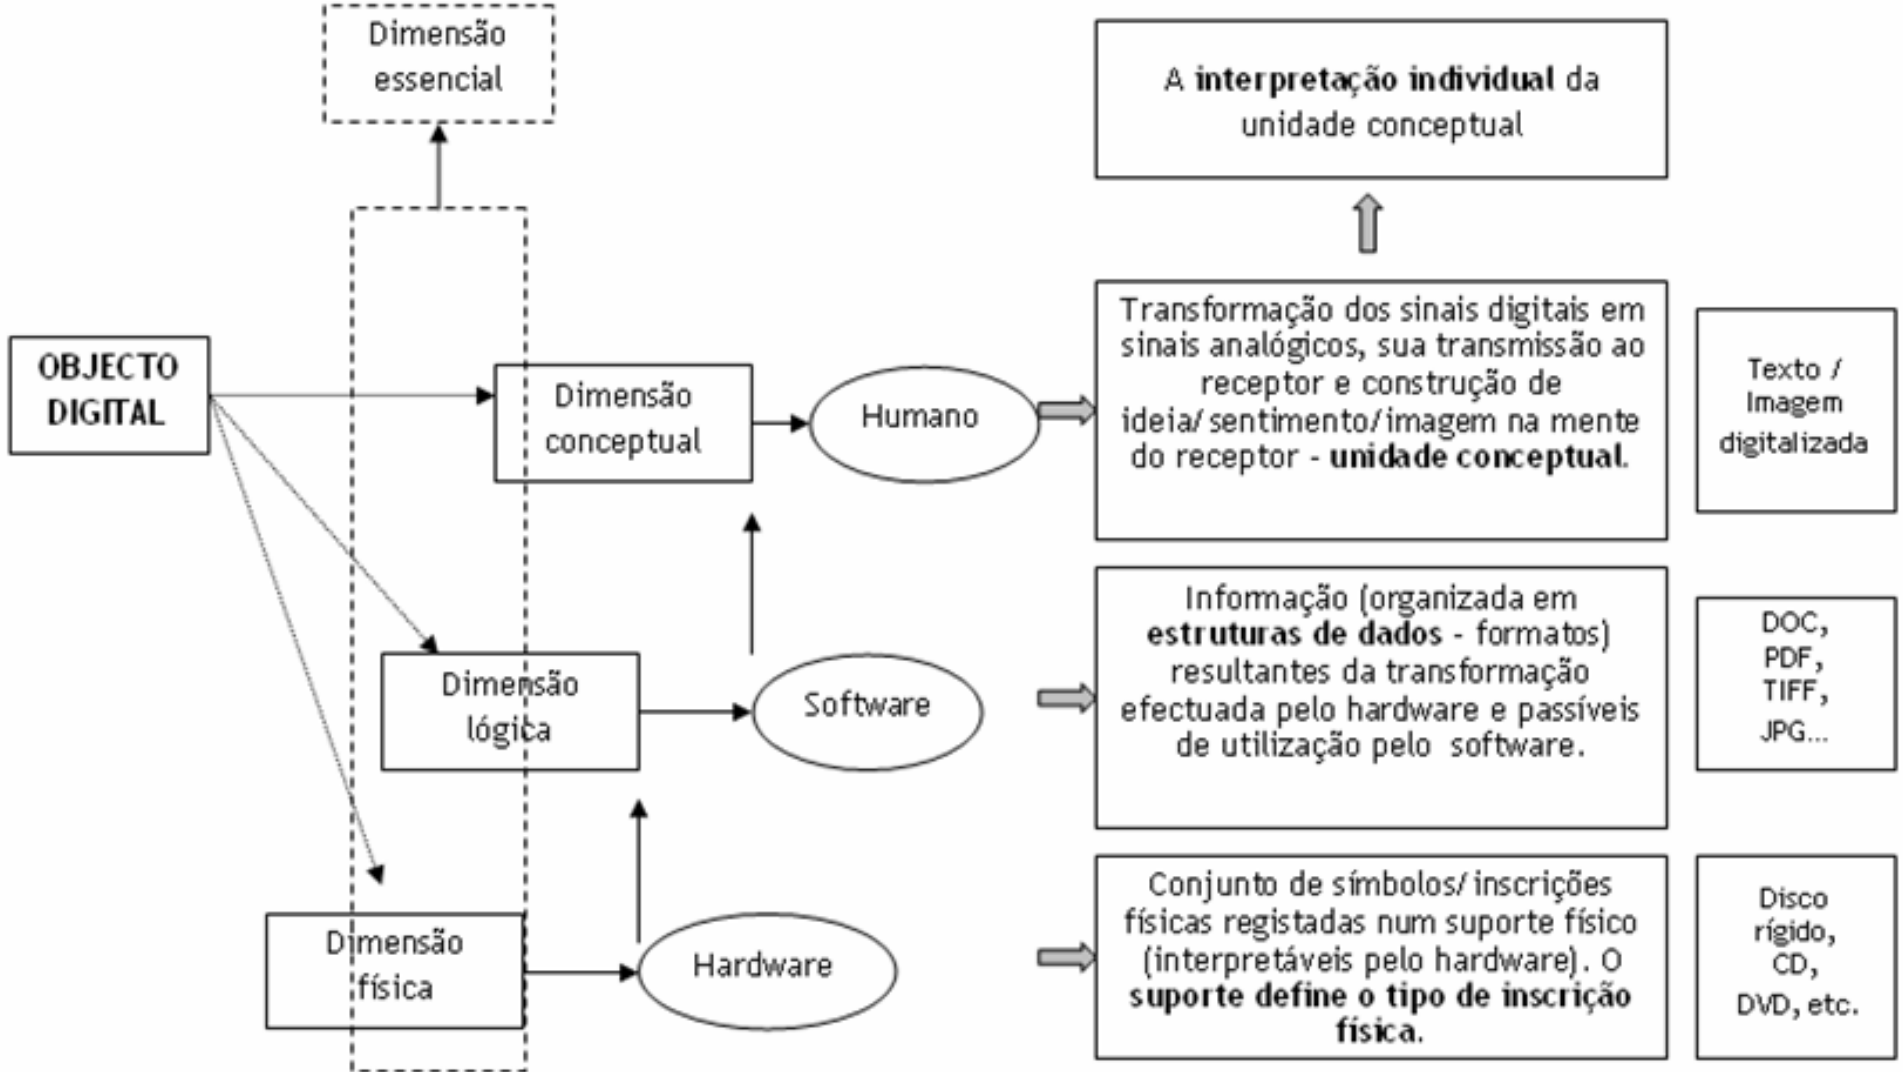 Dimensão
essencial
A interpretação individual da
unidade conceptual
OBJECTO
DIGITAL
Dimensão
conceptual
Humano
Transformação dos sinais digitais em
sinais analógicos, sua transmissão ao
receptor e construção de
ideia/sentimento/imagem na mente
do receptor - unidade conceptual.
Texto /
Imagem
digitalizada
Dimensão
lógica
Software
Informação (organizada em
estruturas de dados - formatos)
resultantes da transformação
efectuada pelo hardware e passíveis
de utilização pelo software.
DOC,
PDF,
TIFF,
JPG...
Dimensão
física
Hardware
Conjunto de símbolos/inscrições
físicas registadas num suporte físico
(interpretáveis pelo hardware). O
suporte define o tipo de inscrição
física.
Disco
rígido,
CD,
DVD, etc.